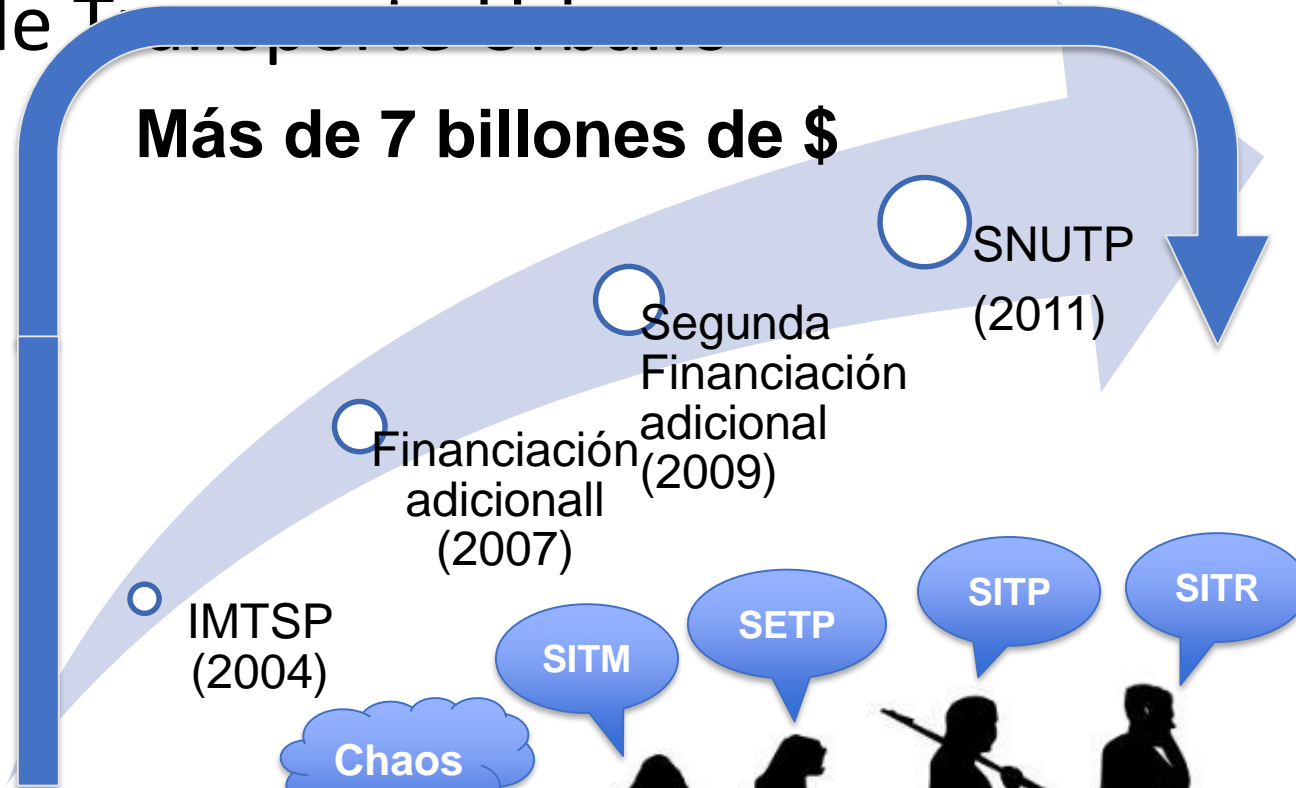 de
Más de 7 billones de $
SNUTP
(2011)
Segunda
Financiación
adicional
(2009)
Financiación
adicionall
(2007)
IMTSP
(2004)
SITP
SITR
SETP
SITM
Chaos